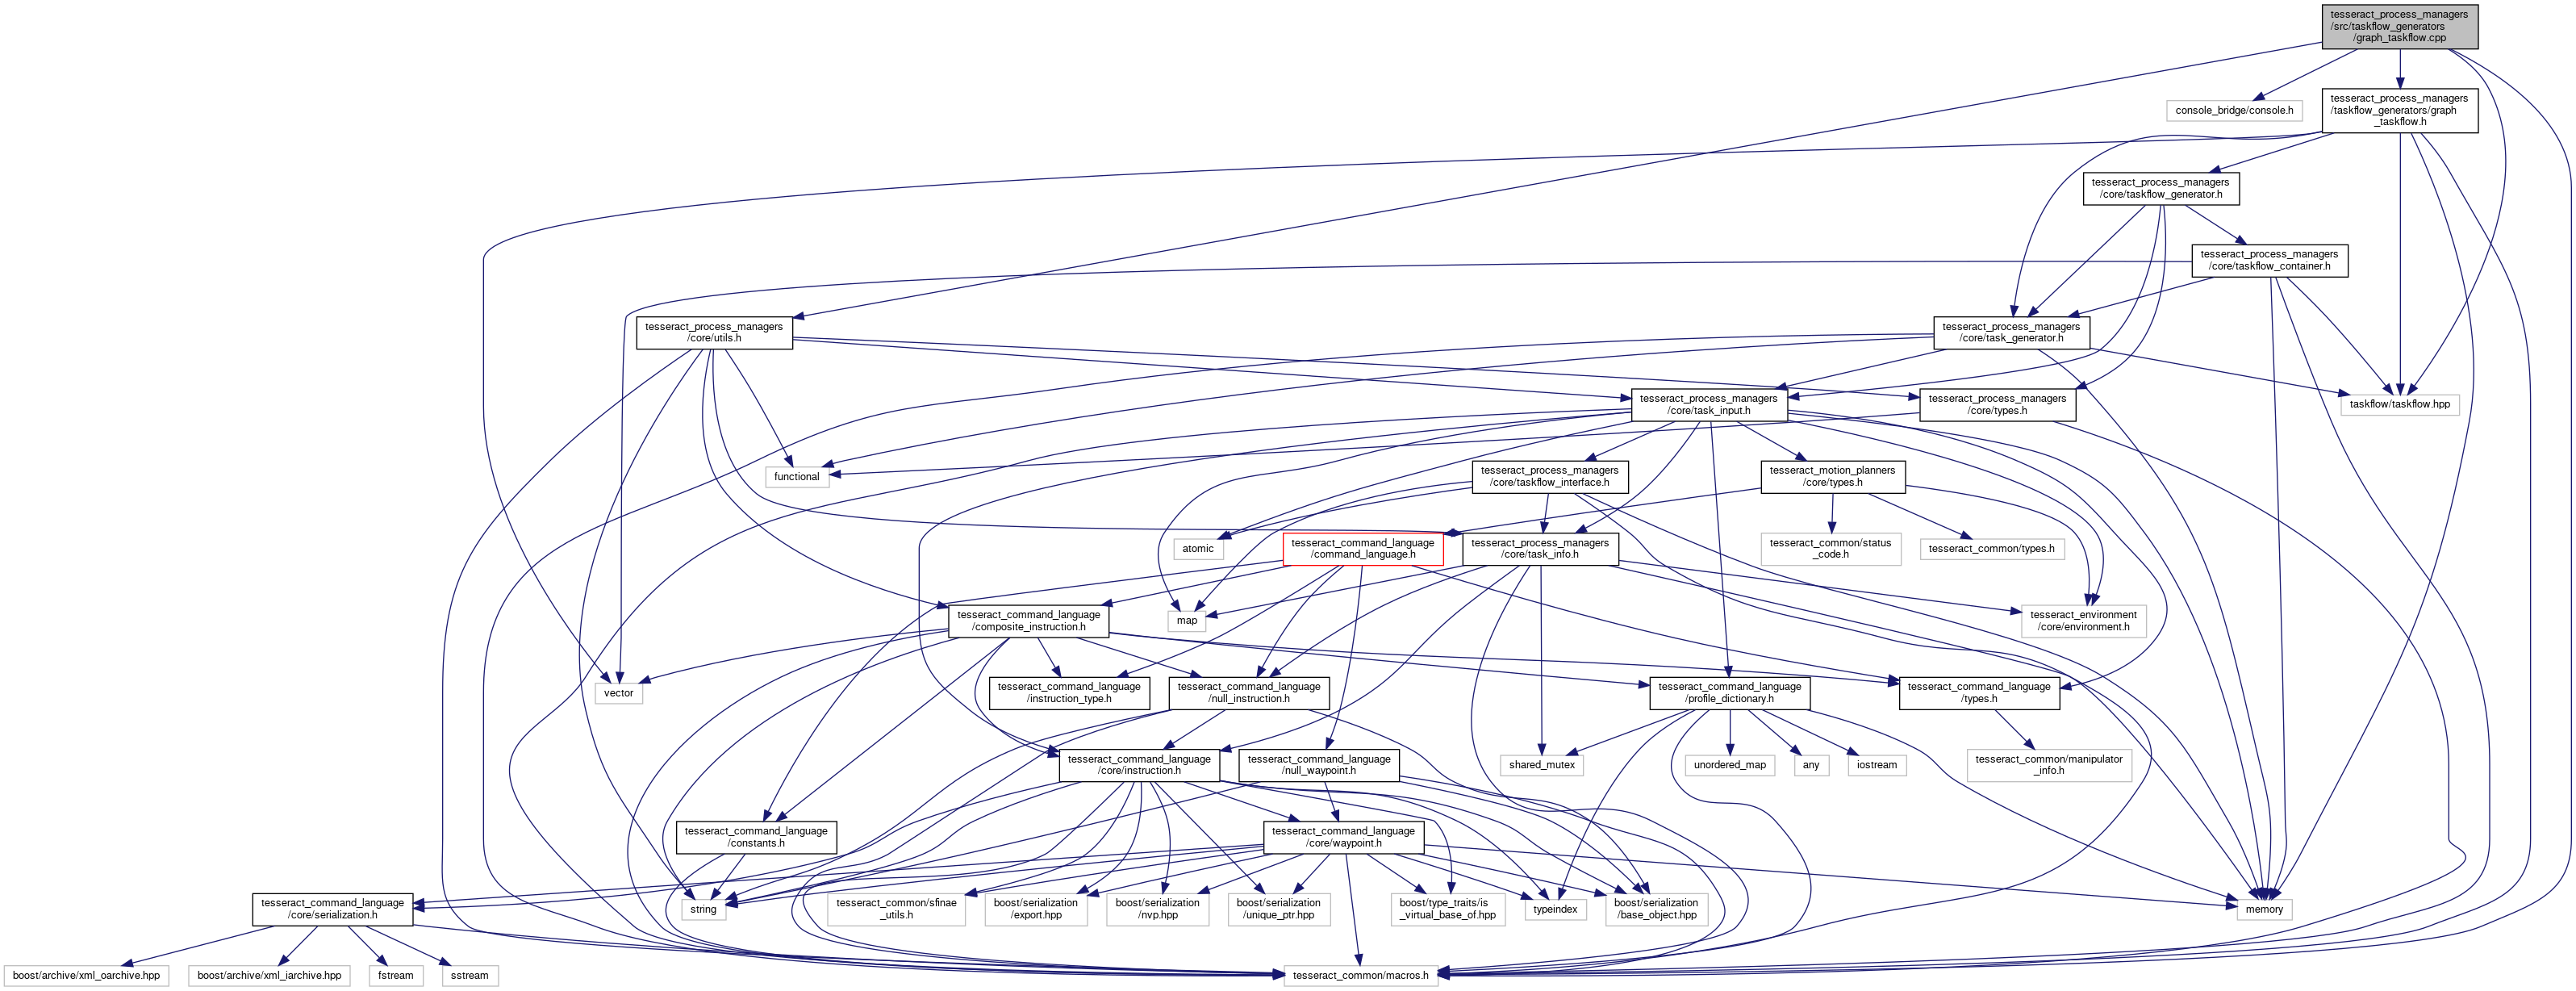 tesseract_process_managers
/src/taskflow_generators
/graph_taskflow.cpp
console_bridge/console.h
tesseract_process_managers
/taskflow_generators/graph
_taskflow.h
tesseract_process_managers
/core/taskflow_generator.h
tesseract_process_managers
/core/taskflow_container.h
tesseract_process_managers
/core/utils.h
tesseract_process_managers
/core/task_generator.h
tesseract_process_managers
/core/task_input.h
tesseract_process_managers
/core/types.h
taskflow/taskflow.hpp
functional
tesseract_process_managers
/core/taskflow_interface.h
tesseract_motion_planners
/core/types.h
atomic
tesseract_command_language
/command_language.h
tesseract_process_managers
/core/task_info.h
tesseract_common/status
_code.h
tesseract_common/types.h
tesseract_command_language
/composite_instruction.h
map
tesseract_environment
/core/environment.h
vector
tesseract_command_language
/instruction_type.h
tesseract_command_language
/null_instruction.h
tesseract_command_language
/profile_dictionary.h
tesseract_command_language
/types.h
tesseract_command_language
/core/instruction.h
tesseract_command_language
/null_waypoint.h
shared_mutex
unordered_map
any
iostream
tesseract_common/manipulator
_info.h
tesseract_command_language
/constants.h
tesseract_command_language
/core/waypoint.h
tesseract_command_language
/core/serialization.h
string
tesseract_common/sfinae
_utils.h
boost/serialization
/export.hpp
boost/serialization
/nvp.hpp
boost/serialization
/unique_ptr.hpp
boost/type_traits/is
_virtual_base_of.hpp
typeindex
boost/serialization
/base_object.hpp
memory
boost/archive/xml_oarchive.hpp
boost/archive/xml_iarchive.hpp
fstream
sstream
tesseract_common/macros.h